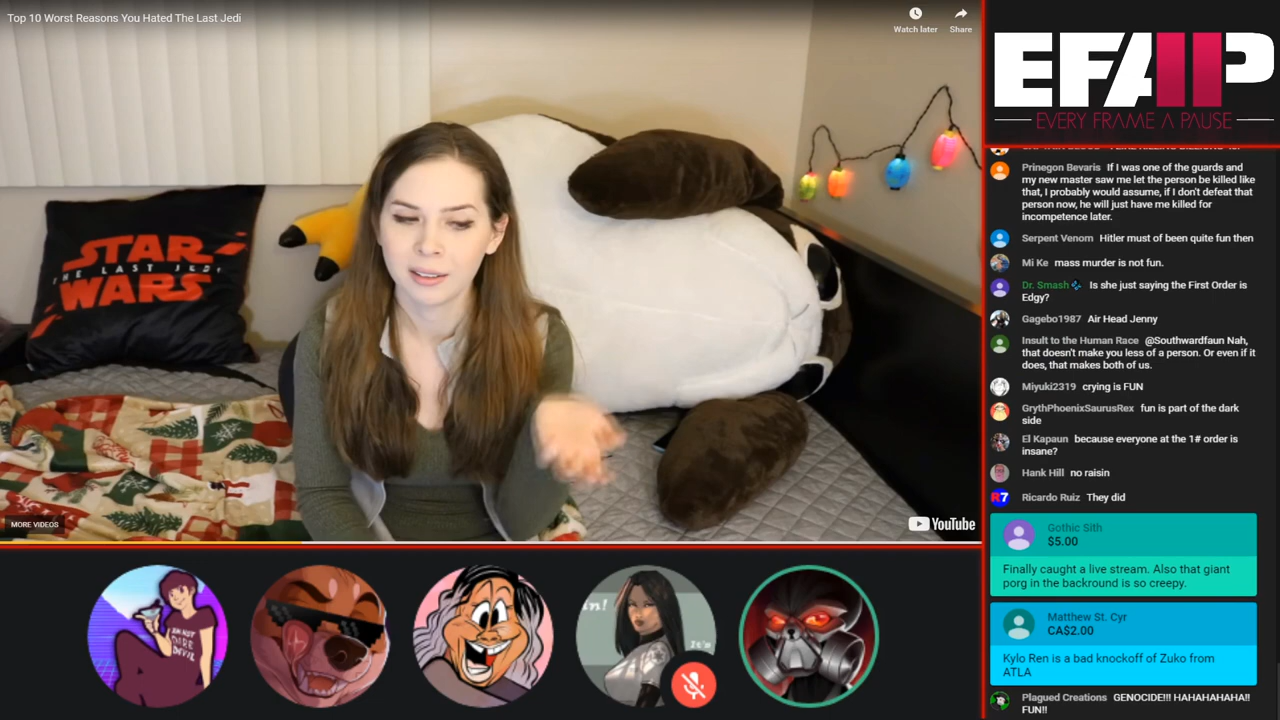 Top 10 Worst Reasons You Hated The Last Jedi
Watch later
Share
STAR
THE LAST JEDI
WARS
MORE VIDEOS
YouTube
EFAP
EVERY FRAME A PAUSE
Prinegon Bevaris If I was one of the guards and
my new master saw me let the person be killed like
that, I probably would assume, if I don't defeat that
person now, he will just have me killed for
incompetence later.
Serpent Venom Hitler must of been quite fun then
Mi Ke mass murder is not fun.
Dr. Smash Is she just saying the First Order is
Edgy?
Gagebo1987 Air Head Jenny
Insult to the Human Race @Southwardfaun Nah,
that doesn't make you less of a person. Or even if it
does, that makes both of us.
Miyuki2319 crying is FUN
GrythPhoenixSaurusRex fun is part of the dark
side
El Kapaun because everyone at the 1# order is
insane?
Hank Hill no raisin
R7
Ricardo Ruiz They did
Gothic Sith
$5.00
Finally caught a live stream. Also that giant
porg in the backround is so creepy.
Matthew St. Cyr
CA$2.00
Kylo Ren is a bad knockoff of Zuko from
ATLA
Plagued Creations GENOCIDE!!! HAHAHAHAHA!!
FUN!!
I'M NOT
DARE
DEVIL
in!
It's